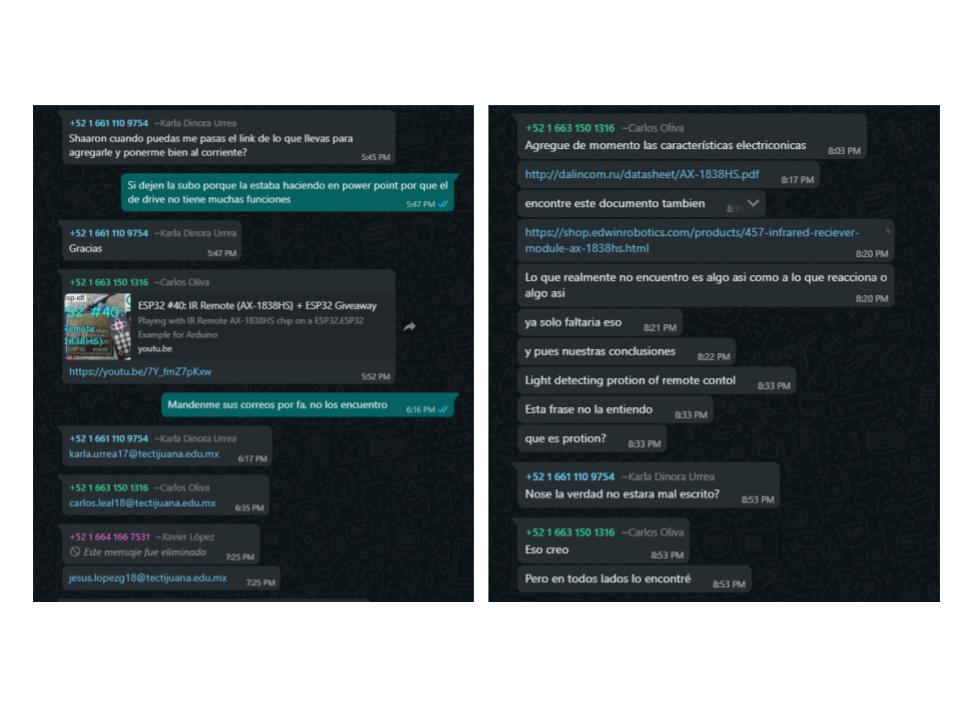 +52 1 661 110 9754 ~Karla Dinora Urrea
Shaaron cuando puedas me pasas el link de lo que llevas para
agregarle y ponerme bien al corriente?
5:45 PM
Si dejen la subo porque la estaba haciendo en power point por que el
de drive no tiene muchas funciones
5:47 PM
+52 1 661 110 9754 ~Karla Dinora Urrea
Gracias
5:47 PM
+52 1 663 150 1316 ~Carlos Oliva
ESP32 #40: IR Remote (AX-1838HS) + ESP32 Giveaway
Playing with IR Remote AX-1838HS chip on a ESP32.ESP32
Example for Arduino
youtu.be
https://youtu.be/7Y_fmZ7pKxw
5:52 PM
Mandenme sus correos por fa, no los encuentro
6:16 PM
+52 1 661 110 9754 ~Karla Dinora Urrea
karla.urrea17@tectijuana.edu.mx
6:17 PM
+52 1 663 150 1316 ~Carlos Oliva
carlos.leal18@tectijuana.edu.mx
6:35 PM
+52 1 664 166 7531 ~Xavier López
Este mensaje fue eliminado
7:25 PM
jesus.lopezg18@tectijuana.edu.mx
7:25 PM
+52 1 663 150 1316 ~Carlos Oliva
Agregue de momento las características electriconicas
8:03 PM
http://dalincom.ru/datasheet/AX-1838HS.pdf
8:17 PM
encontre este documento tambien
https://shop.edwinrobotics.com/products/457-infrared-reciever-
module-ax-1838hs.html
8:20 PM
Lo que realmente no encuentro es algo asi como a lo que reacciona o
algo asi
8:20 PM
ya solo faltaria eso
8:21 PM
y pues nuestras conclusiones
8:22 PM
Light detecting protion of remote contol
8:33 PM
Esta frase no la entiendo
8:33 PM
que es protion?
8:33 PM
+52 1 661 110 9754 ~Karla Dinora Urrea
Nose la verdad no estara mal escrito?
8:53 PM
+52 1 663 150 1316 ~Carlos Oliva
Eso creo
8:53 PM
Pero en todos lados lo encontré
8:53 PM